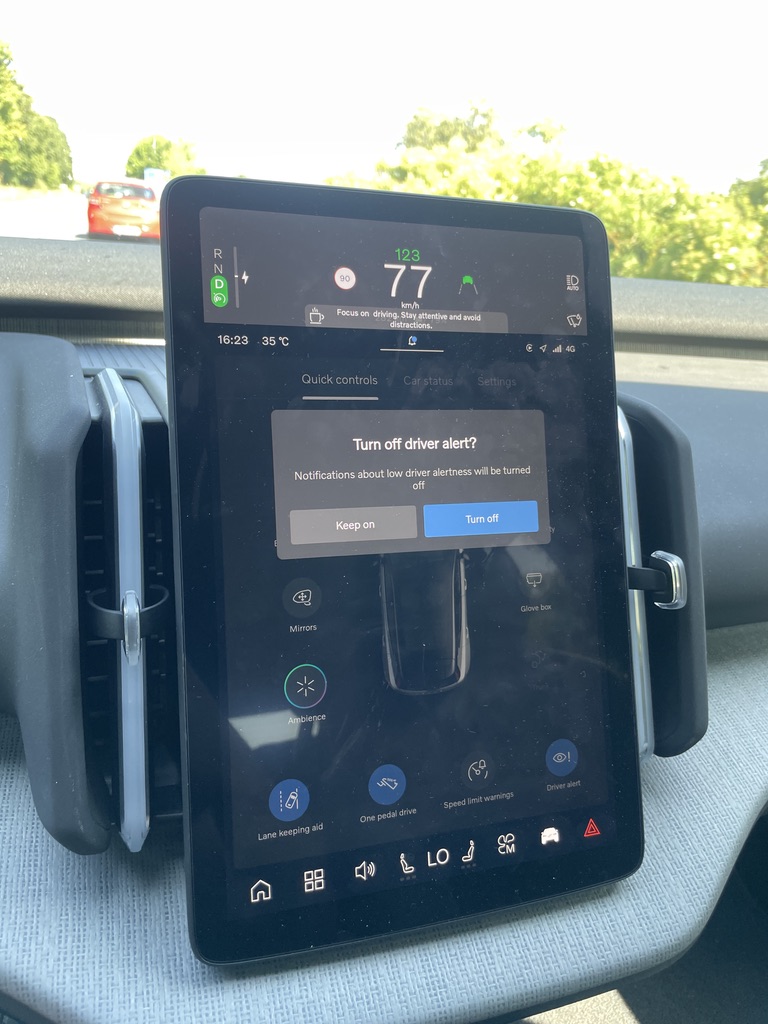 R
N
D
90
123
77
km/h
AUTO
Focus on driving. Stay attentive and avoid
distractions.
16:23 35 °C
4G
Quick controls Car status Settings
Turn off driver alert?
Notifications about low driver alertness will be turned
off
Keep on Turn off
Mirrors
Glove box
Ambience
Lane keeping aid One pedal drive Speed limit warnings Driver alert
LO
M